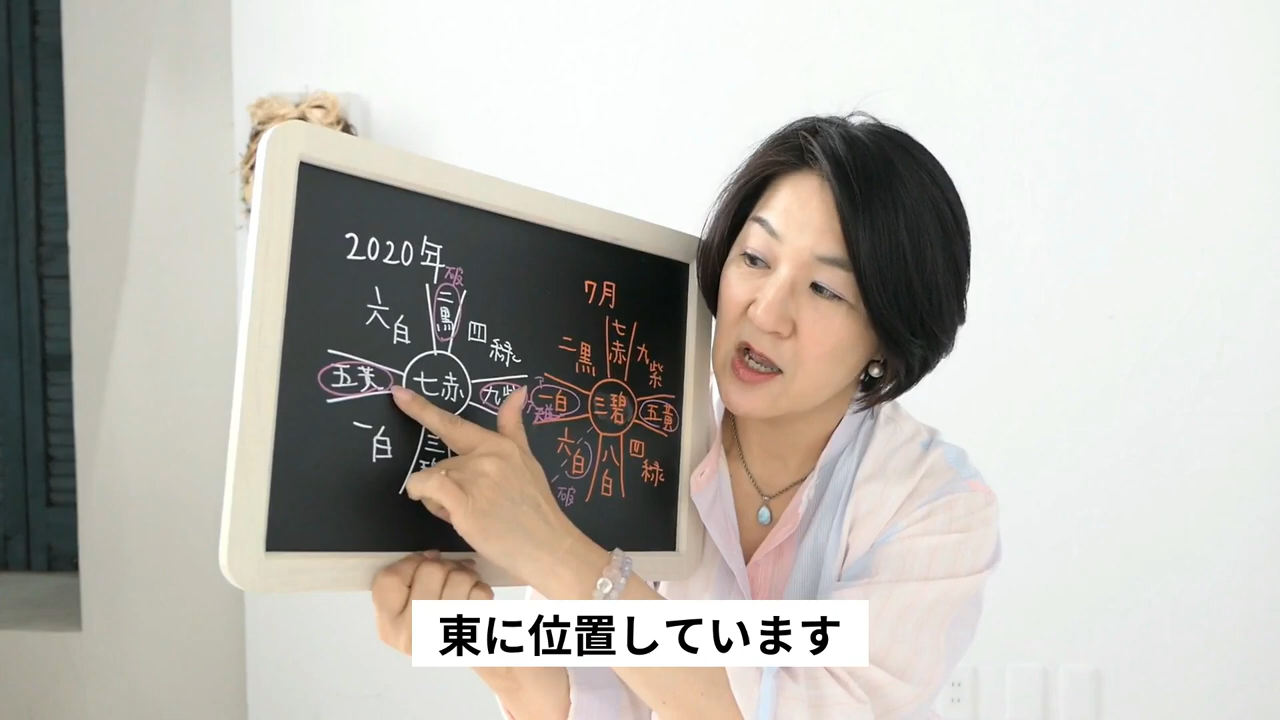 2020年
破
二黒
六白
四緑
五黄
七赤
九紫
一白
三
7月
七赤
二黒
九紫
一白
三碧
五黄
六白
八白
四緑
破
東に位置しています